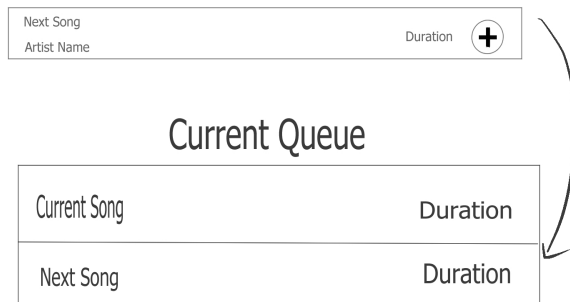 Next Song
Artist Name
Duration
Current Queue
Current Song Duration
Next Song Duration